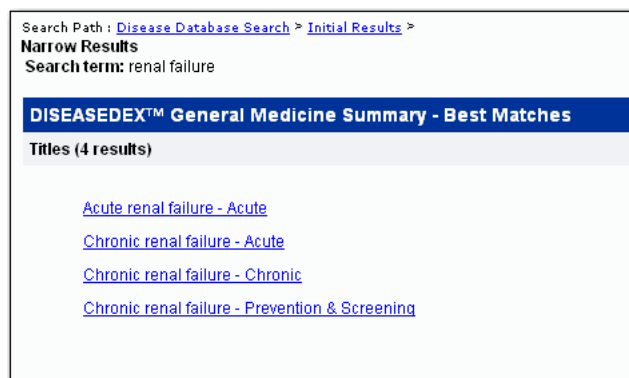 Search Path : Disease Database Search > Initial Results >
Narrow Results
Search term: renal failure
DISEASEDEX™ General Medicine Summary - Best Matches
Titles (4 results)
Acute renal failure - Acute
Chronic renal failure - Acute
Chronic renal failure - Chronic
Chronic renal failure - Prevention & Screening